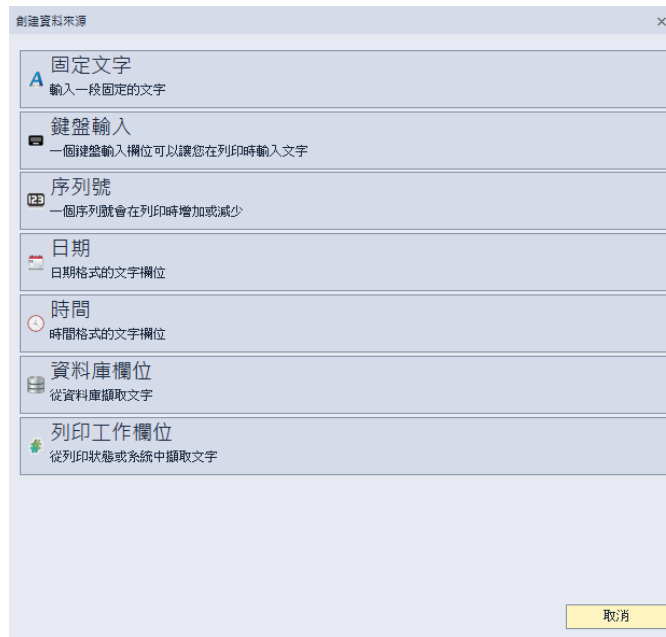 創建資料來源
×
固定文字
輸入一段固定的文字
鍵盤輸入
一個鍵盤輸入欄位可以讓您在列印時輸入文字
序列號
一個序列號會在列印時增加或減少
日期
日期格式的文字欄位
時間
時間格式的文字欄位
資料庫欄位
從資料庫擷取文字
列印工作欄位
從列印狀態或系統中擷取文字
取消